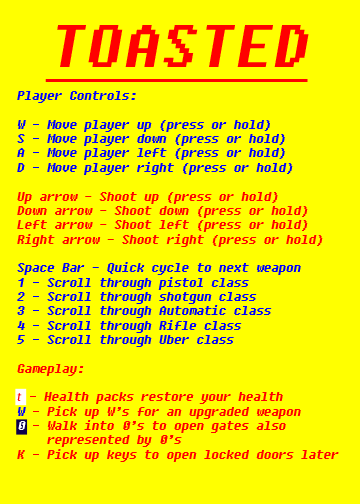 TOASTED
Player Controls:
W - Move player up (press or hold)
S - Move player down (press or hold)
A - Move player left (press or hold)
D - Move player right (press or hold)
Up arrow - Shoot up (press or hold)
Down arrow - Shoot down (press or hold)
Left arrow - Shoot left (press or hold)
Right arrow - Shoot right (press or hold)
Space Bar - Quick cycle to next weapon
1 - Scroll through pistol class
2 - Scroll through shotgun class
3 - Scroll through Automatic class
4 - Scroll through Rifle class
5 - Scroll through Uber class
Gameplay:
t - Health packs restore your health
W - Pick up W's for an upgraded weapon
0 - Walk into 0's to open gates also
represented by 0's
K - Pick up keys to open locked doors later